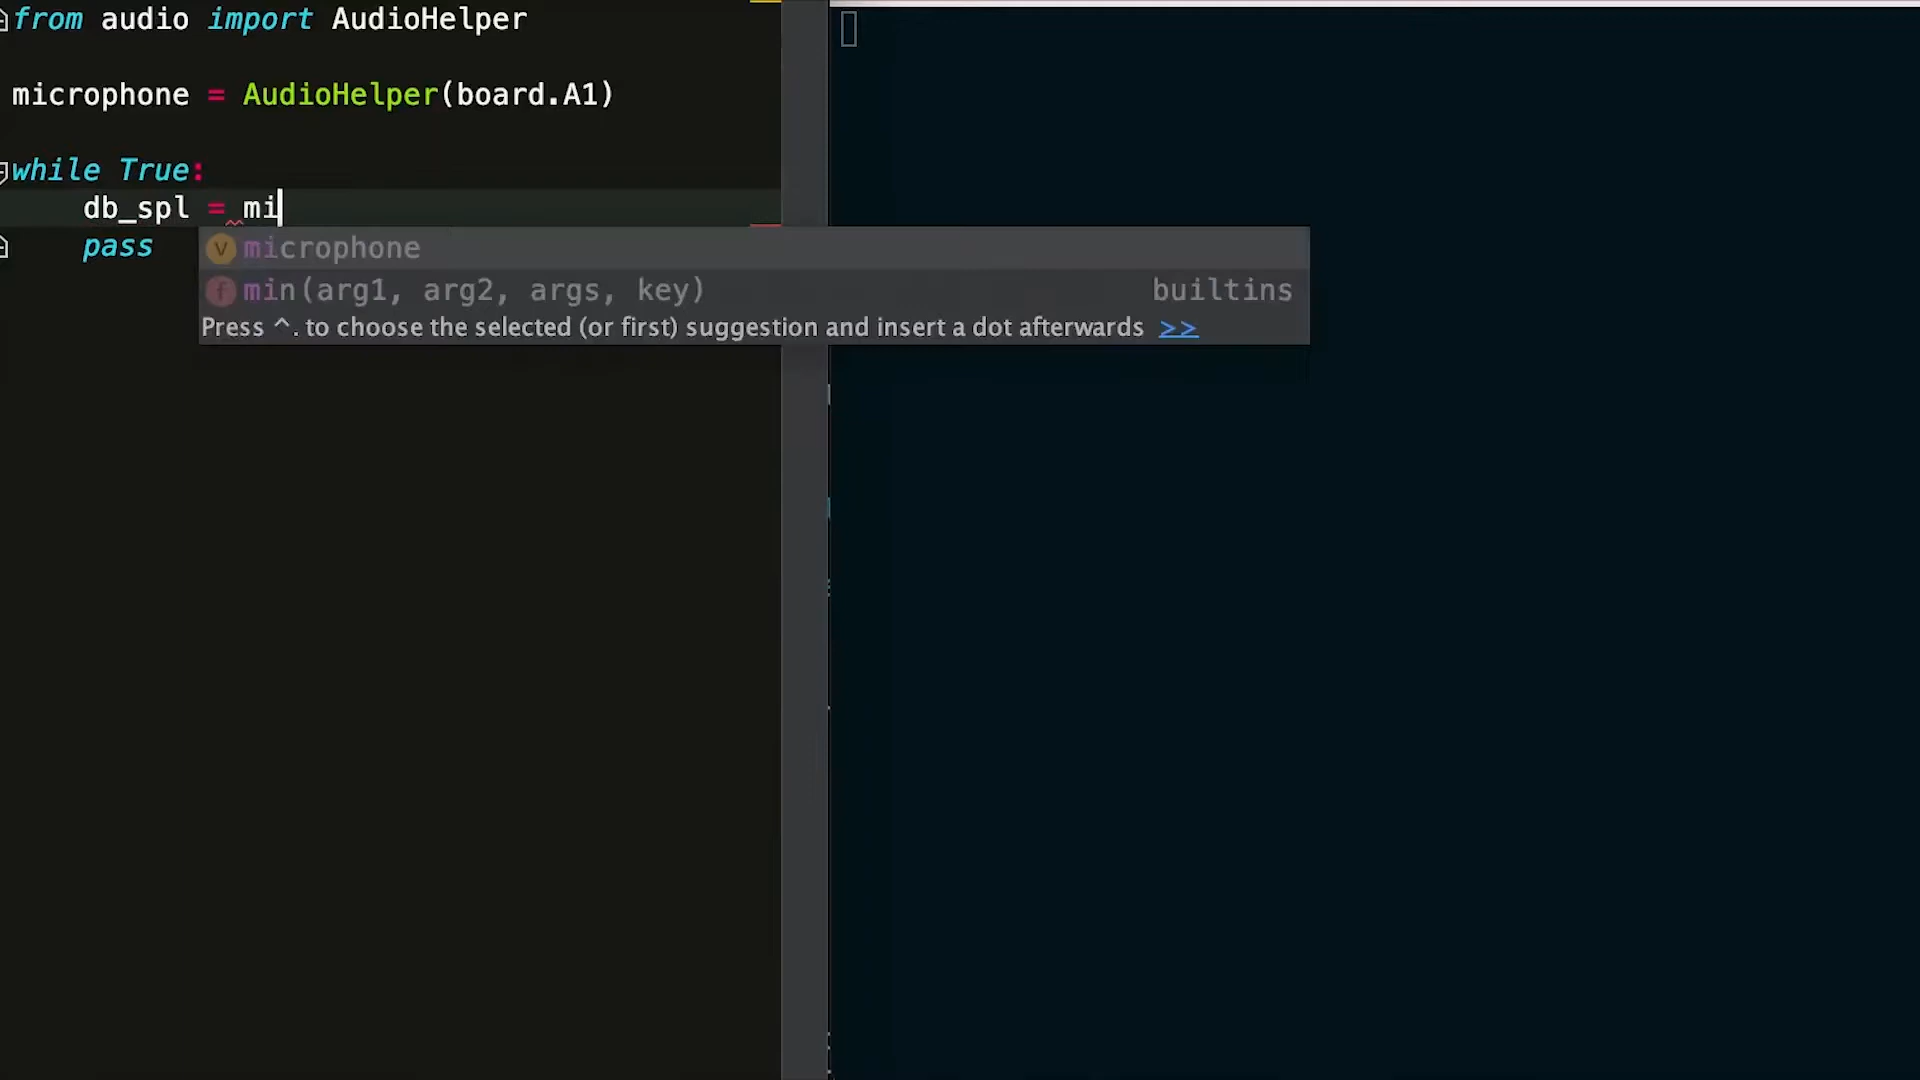 from audio import AudioHelper
microphone = AudioHelper(board.A1)
while True:
db_spl = mi
pass
v microphone
f min(arg1, arg2, args, key) builtins
Press ^. to choose the selected (or first) suggestion and insert a dot afterwards >>